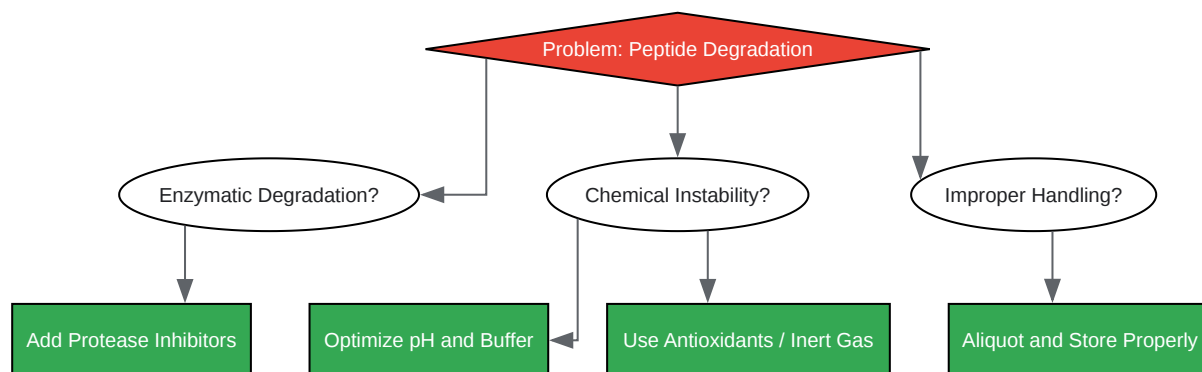 Problem: Peptide Degradation
Enzymatic Degradation?
Chemical Instability?
Improper Handling?
Add Protease Inhibitors
Optimize pH and Buffer
Use Antioxidants / Inert Gas
Aliquot and Store Properly